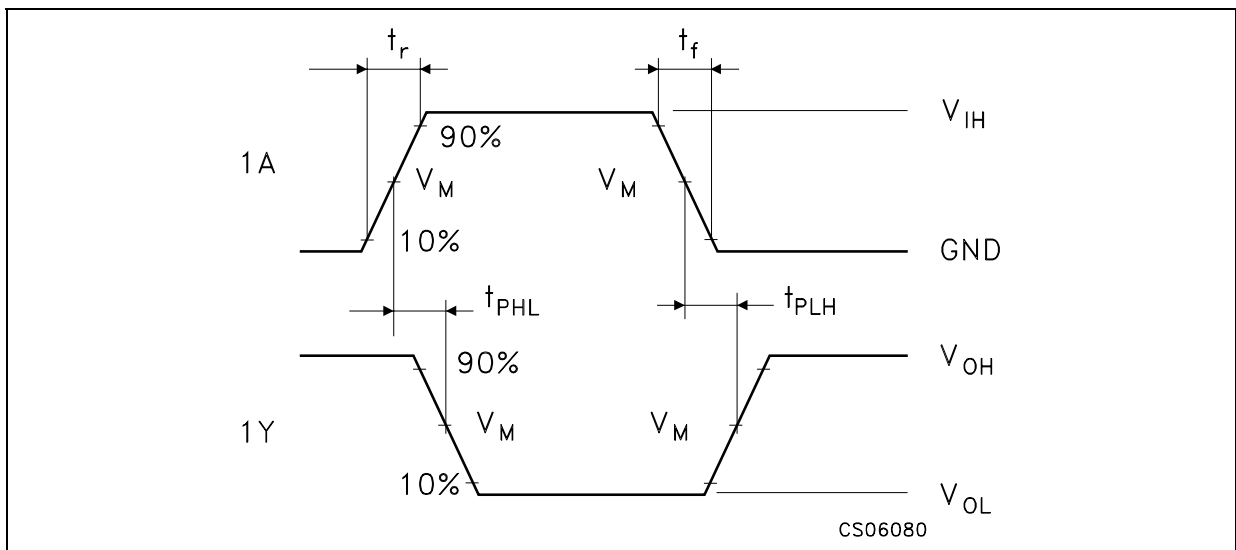 tr tf
VIH
90%
1A VM VM
10% GND
tPHL tPLH
90% VOH
1Y VM VM
10% VOL
CS06080